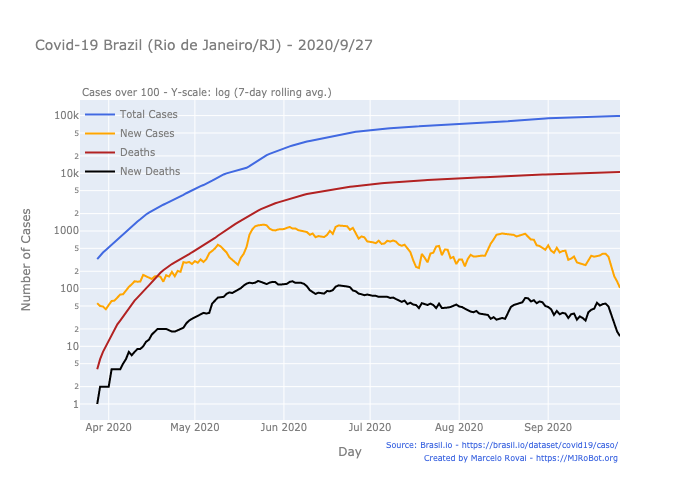 Covid-19 Brazil (Rio de Janeiro/RJ) - 2020/9/27
Cases over 100 - Y-scale: log (7-day rolling avg.)
Total Cases
New Cases
Deaths
New Deaths
100k
5
2
10k
5
2
1000
5
2
100
5
2
10
5
2
1
Number of Cases
Apr 2020 May 2020 Jun 2020 Jul 2020 Aug 2020 Sep 2020
Day
Source: Brasil.io - https://brasil.io/dataset/covid19/caso/
Created by Marcelo Rovai - https://MJRoBot.org